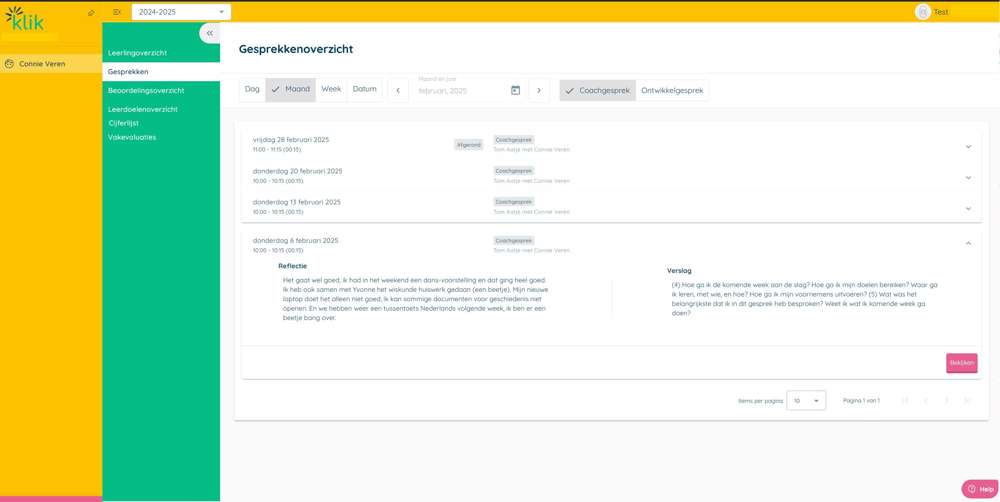 klik
2024-2025
Test
Connie Veren
Leerlingoverzicht
Gesprekken
Beoordelingsoverzicht
Leerdoelenoverzicht
Cijferlijst
Vakevaluaties
Gesprekkenoverzicht
Dag
Maand
Week
Datum
Maand en jaar
februari, 2025
Coachgesprek
Ontwikkelgesprek
vrijdag 28 februari 2025
11:00 - 11:15 (00:15)
Afgerond
Coachgesprek
Tom Aatje met Connie Veren
donderdag 20 februari 2025
10:00 - 10:15 (00:15)
Coachgesprek
Tom Aatje met Connie Veren
donderdag 13 februari 2025
10:00 - 10:15 (00:15)
Coachgesprek
Tom Aatje met Connie Veren
donderdag 6 februari 2025
10:00 - 10:15 (00:15)
Coachgesprek
Tom Aatje met Connie Veren
Reflectie
Het gaat wel goed, ik had in het weekend een dans-voorstelling en dat ging heel goed.
Ik heb ook samen met Yvonne het wiskunde huiswerk gedaan (een beetje). Mijn nieuwe
laptop doet het alleen niet goed, ik kan sommige documenten voor geschiedenis niet
openen. En we hebben weer een tussentoets Nederlands volgende week, ik ben er een
beetje bang over.
Verslag
(4) Hoe ga ik de komende week aan de slag? Hoe ga ik mijn doelen bereiken? Waar ga
ik leren, met wie, en hoe? Hoe ga ik mijn voornemens uitvoeren? (5) Wat was het
belangrijkste dat ik in dit gesprek heb besproken? Weet ik wat ik komende week ga
doen?
Bekijken
Items per pagina
10
Pagina 1 van 1
Help